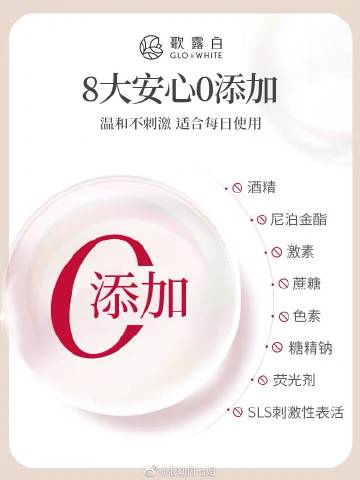 歌露白
GLO & WHITE
8大安心0添加
温和不刺激 适合每日使用
酒精
尼泊金酯
激素
蔗糖
色素
糖精钠
荧光剂
SLS刺激性表活
0
添加